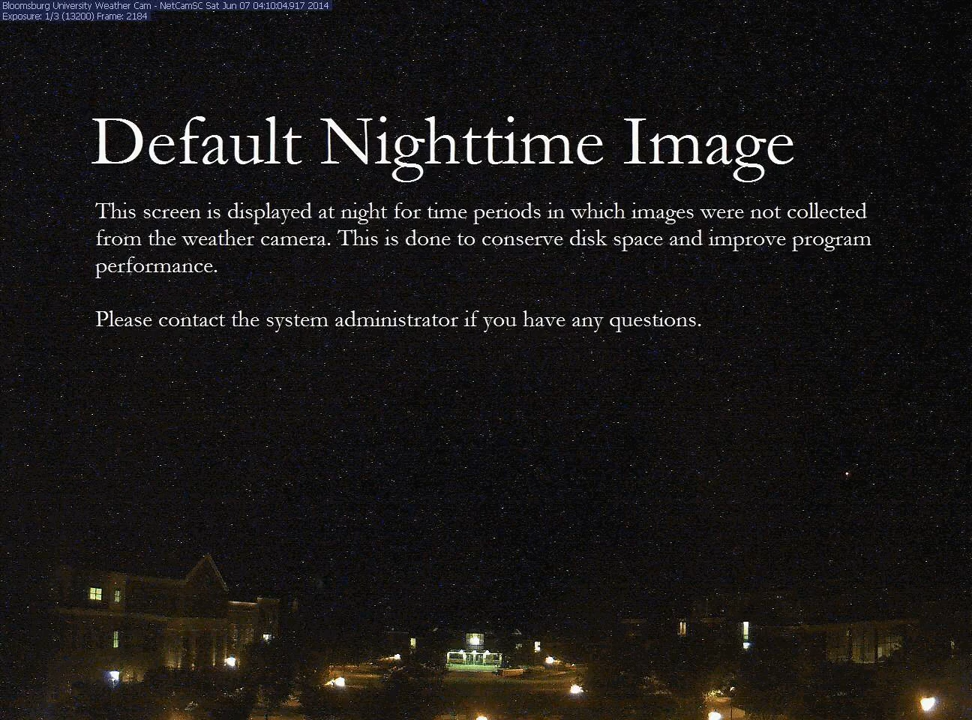 Bloomsburg University Weather Cam - NetCamSC Sat Jun 07 04:10:04.917 2014
Exposure: 1/3 (13200) Frame: 2184
Default Nighttime Image
This screen is displayed at night for time periods in which images were not collected
from the weather camera. This is done to conserve disk space and improve program
performance.
Please contact the system administrator if you have any questions.